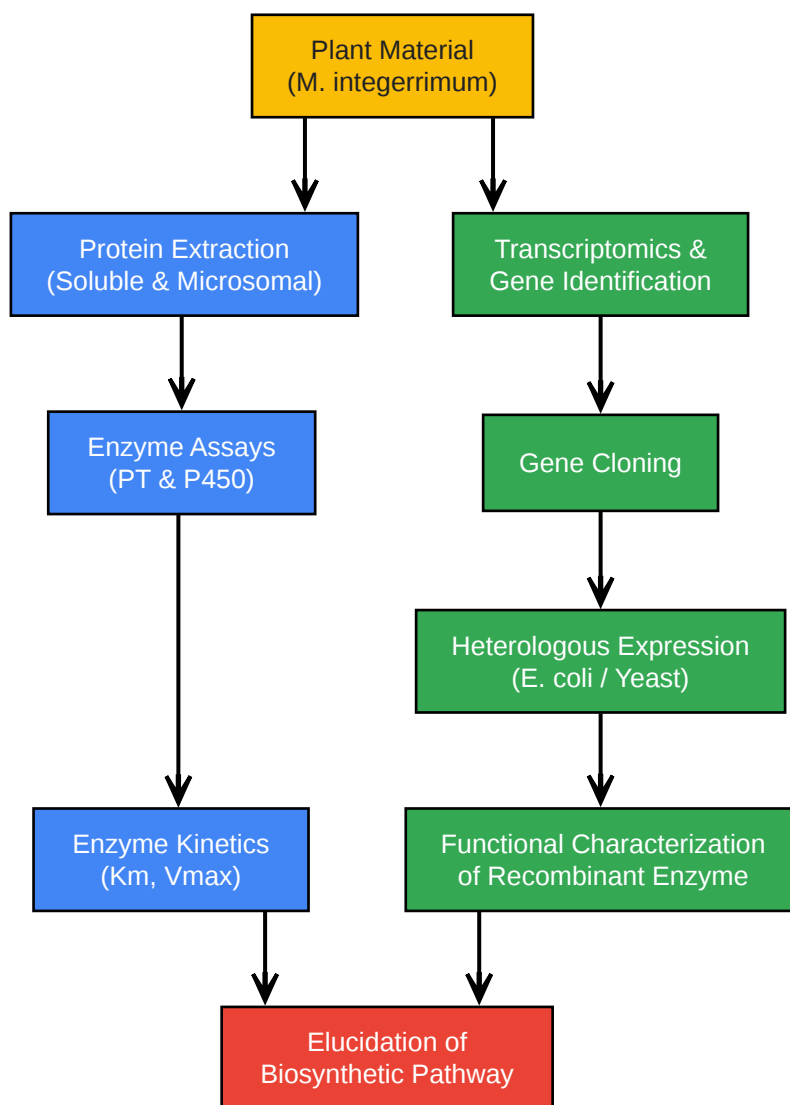 Plant Material
(M. integerrimum)
Protein Extraction
(Soluble & Microsomal)
Transcriptomics &
Gene Identification
Enzyme Assays
(PT & P450)
Gene Cloning
Heterologous Expression
(E. coli / Yeast)
Enzyme Kinetics
(Km, Vmax)
Functional Characterization
of Recombinant Enzyme
Elucidation of
Biosynthetic Pathway